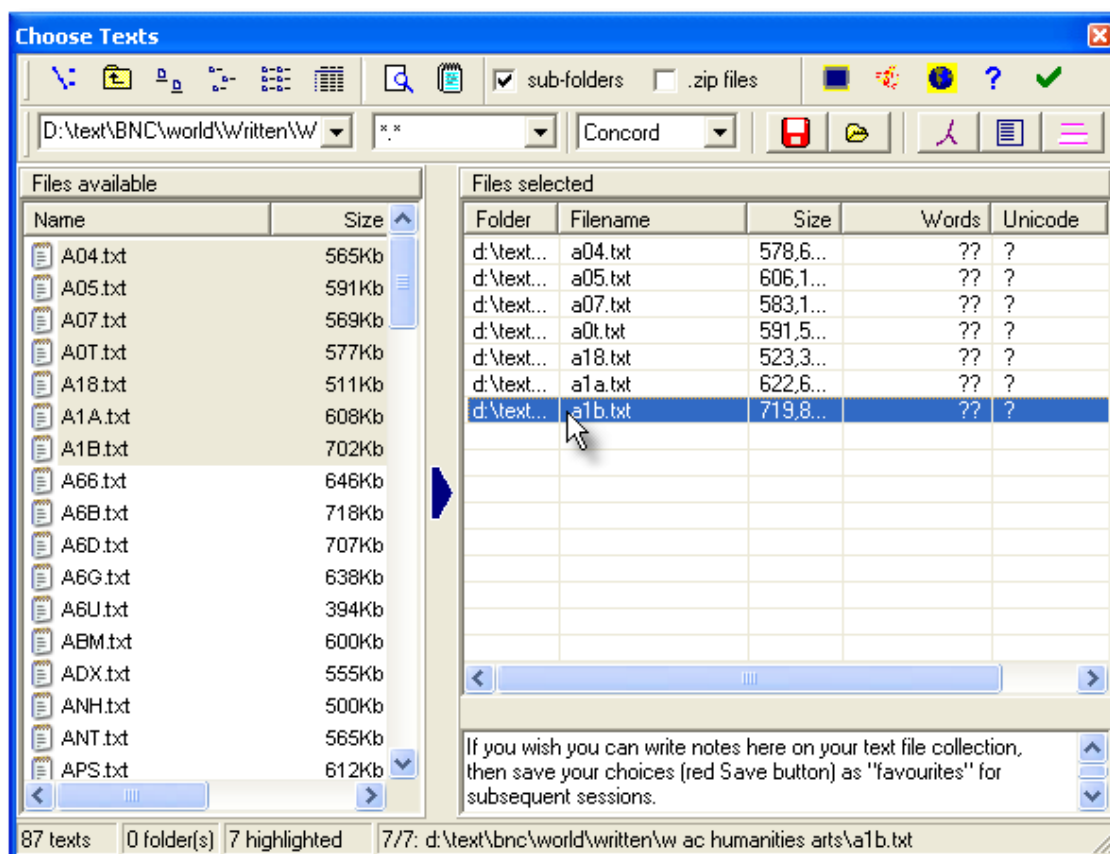 Choose Texts
sub-folders .zip files ?
D:\text\BNC\world\Written\W *.* Concord
Files available
Name Size
A04.txt 565Kb
A05.txt 591Kb
A07.txt 569Kb
A0T.txt 577Kb
A18.txt 511Kb
A1A.txt 608Kb
A1B.txt 702Kb
A66.txt 646Kb
A6B.txt 718Kb
A6D.txt 707Kb
A6G.txt 638Kb
A6U.txt 394Kb
ABM.txt 600Kb
ADX.txt 555Kb
ANH.txt 500Kb
ANT.txt 565Kb
APS.txt 612Kb
Files selected
Folder Filename Size Words Unicode
d:\text... a04.txt 578,6... ?? ?
d:\text... a05.txt 606,1... ?? ?
d:\text... a07.txt 583,1... ?? ?
d:\text... a0t.txt 591,5... ?? ?
d:\text... a18.txt 523,3... ?? ?
d:\text... a1a.txt 622,6... ?? ?
d:\text... a1b.txt 719,8... ?? ?
If you wish you can write notes here on your text file collection,
then save your choices (red Save button) as "favourites" for
subsequent sessions.
87 texts 0 folder(s) 7 highlighted 7/7: d:\text\bnc\world\written\w ac humanities arts\a1b.txt